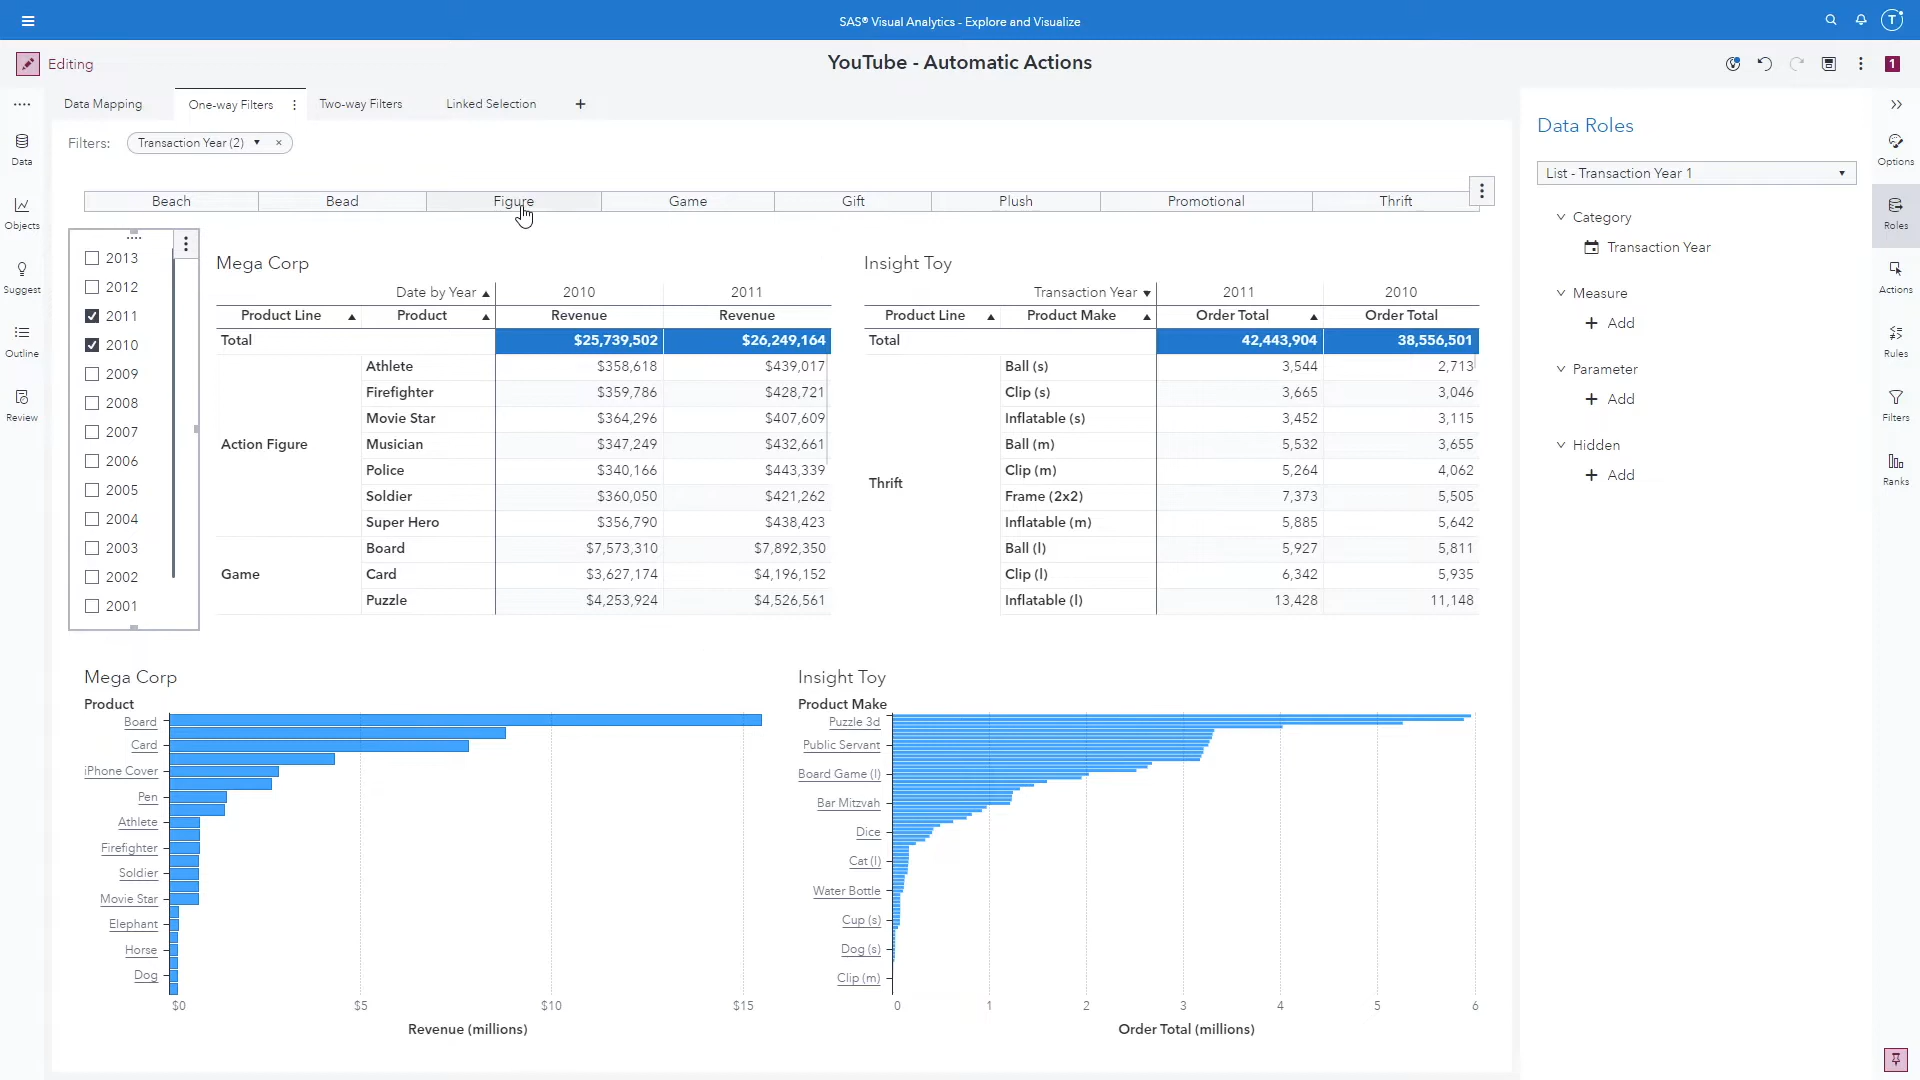 SAS® Visual Analytics - Explore and Visualize
T
Editing
YouTube - Automatic Actions
1
Data Mapping
One-way Filters
Two-way Filters
Linked Selection
Filters:
Transaction Year (2)
Beach
Bead
Figure
Game
Gift
Plush
Promotional
Thrift
Data
Objects
Suggest
Outline
Review
2013
2012
2011
2010
2009
2008
2007
2006
2005
2004
2003
2002
2001
Mega Corp
Date by Year 2010 2011
Product Line Product Revenue Revenue
Total $25,739,502 $26,249,164
Action Figure
Athlete $358,618 $439,017
Firefighter $359,786 $428,721
Movie Star $364,296 $407,609
Musician $347,249 $432,661
Police $340,166 $443,339
Soldier $360,050 $421,262
Super Hero $356,790 $438,423
Game
Board $7,573,310 $7,892,350
Card $3,627,174 $4,196,152
Puzzle $4,253,924 $4,526,561
Insight Toy
Transaction Year 2011 2010
Product Line Product Make Order Total Order Total
Total 42,443,904 38,556,501
Thrift
Ball (s) 3,544 2,713
Clip (s) 3,665 3,046
Inflatable (s) 3,452 3,115
Ball (m) 5,532 3,655
Clip (m) 5,264 4,062
Frame (2x2) 7,373 5,505
Inflatable (m) 5,885 5,642
Ball (l) 5,927 5,811
Clip (l) 6,342 5,935
Inflatable (l) 13,428 11,148
Mega Corp
Product
Board
Card
iPhone Cover
Pen
Athlete
Firefighter
Soldier
Movie Star
Elephant
Horse
Dog
$0 $5 $10 $15
Revenue (millions)
Insight Toy
Product Make
Puzzle 3d
Public Servant
Board Game (l)
Bar Mitzvah
Dice
Cat (l)
Water Bottle
Cup (s)
Dog (s)
Clip (m)
0 1 2 3 4 5 6
Order Total (millions)
Data Roles
List - Transaction Year 1
Category
Transaction Year
Measure
Add
Parameter
Add
Hidden
Add
Options
Roles
Actions
Rules
Filters
Ranks